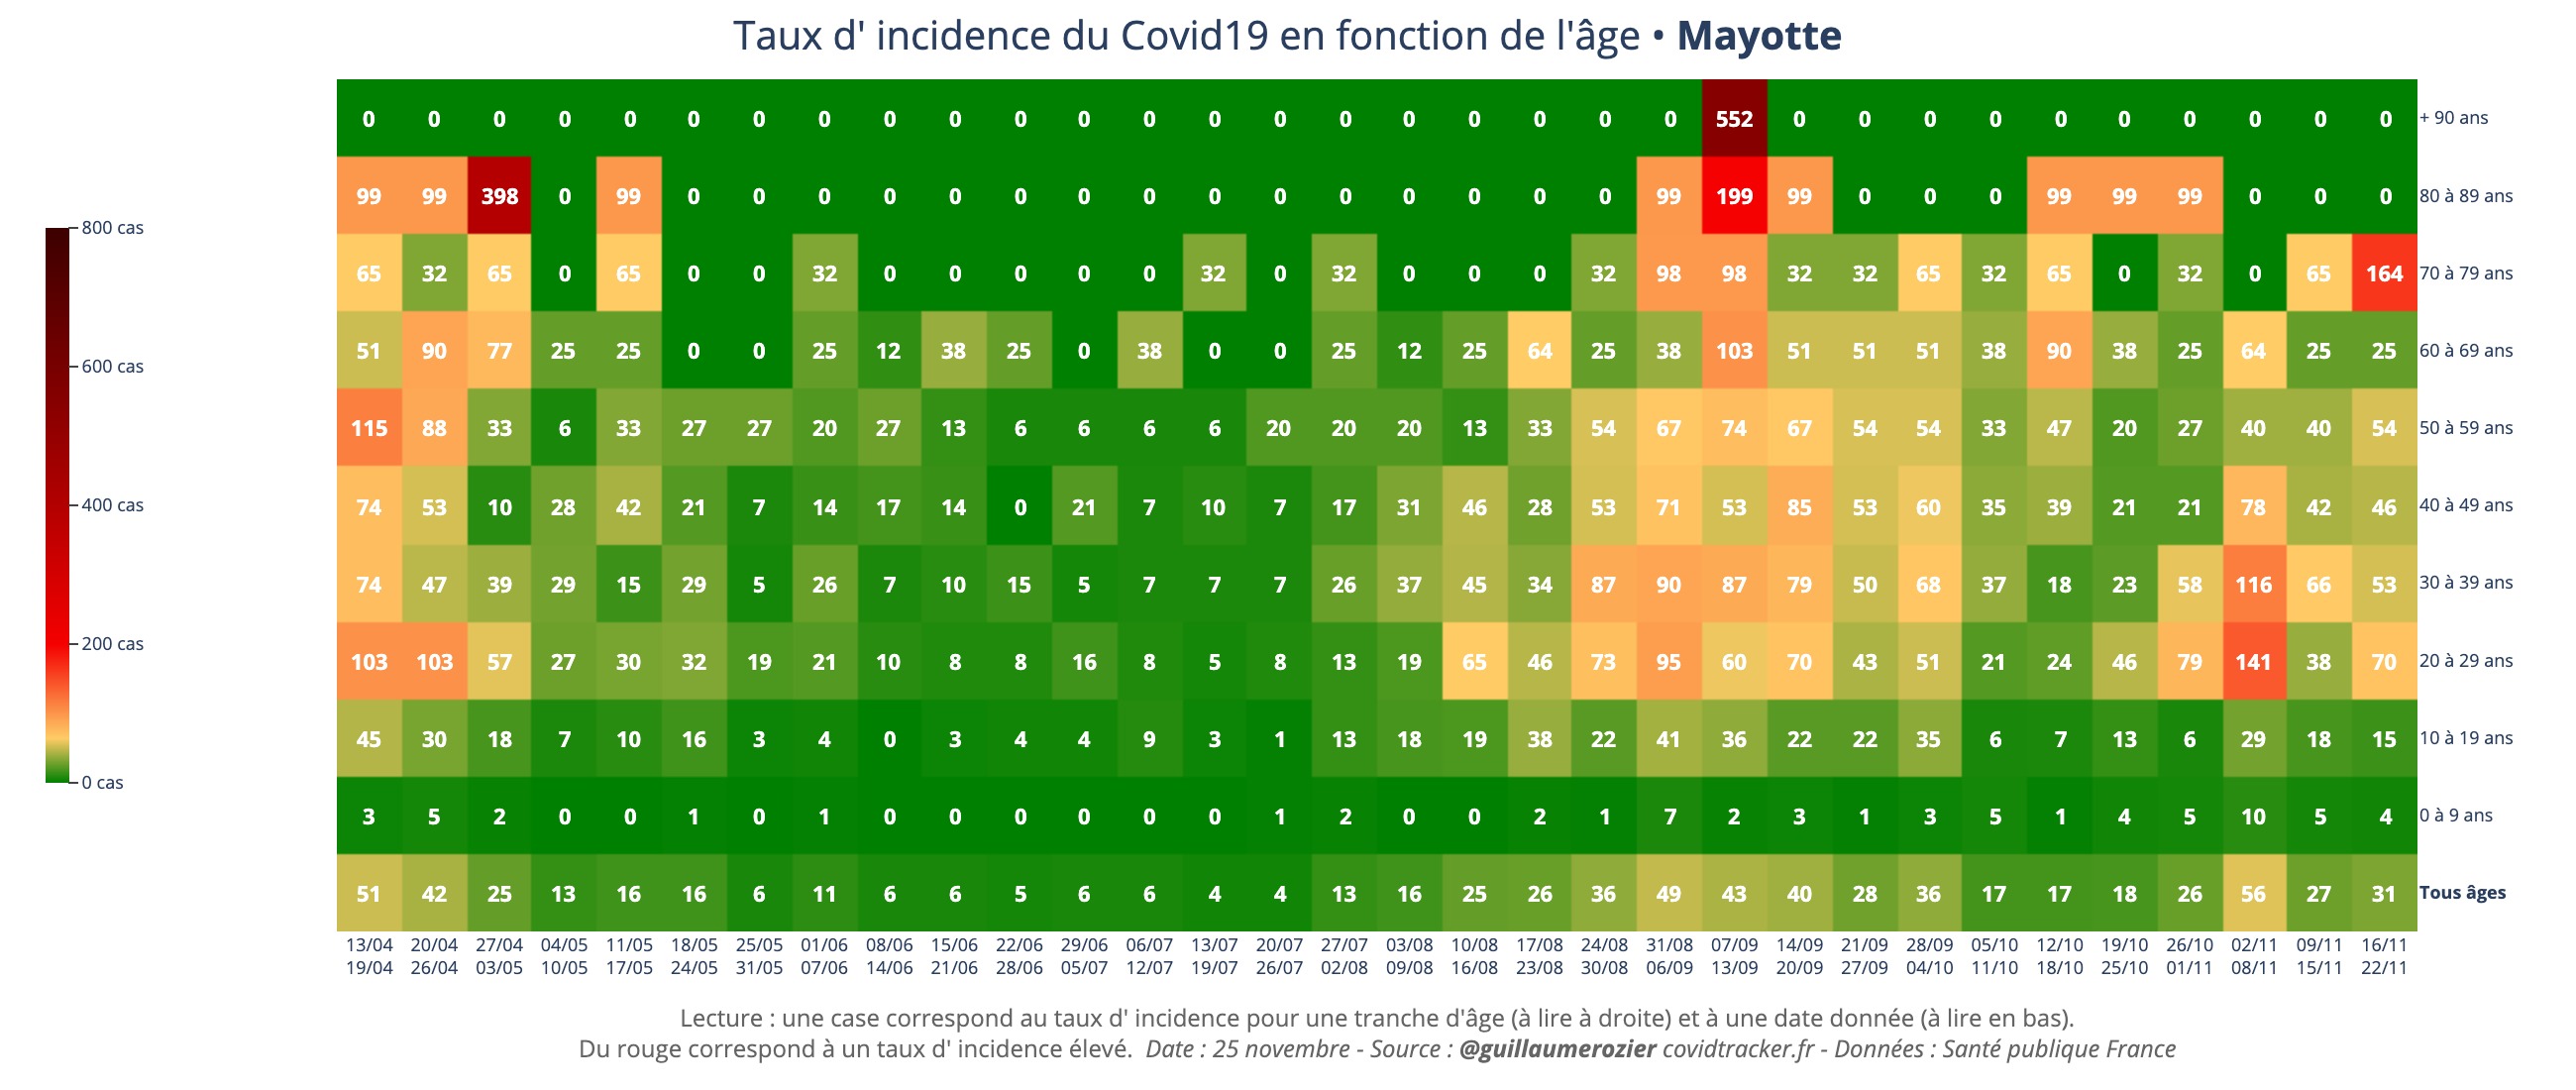 Taux d' incidence du Covid19 en fonction de l'âge • Mayotte
0 0 0 0 0 0 0 0 0 0 0 0 0 0 0 0 0 0 0 0 0 552 0 0 0 0 0 0 0 0 0 0 + 90 ans
99 99 398 0 99 0 0 0 0 0 0 0 0 0 0 0 0 0 0 0 99 199 99 0 0 0 99 99 99 0 0 0 80 à 89 ans
800 cas
65 32 65 0 65 0 0 32 0 0 0 0 0 32 0 32 0 0 0 32 98 98 32 32 65 32 65 0 32 0 65 164 70 à 79 ans
51 90 77 25 25 0 0 25 12 38 25 0 38 0 0 25 12 25 64 25 38 103 51 51 51 38 90 38 25 64 25 25 60 à 69 ans
600 cas
115 88 33 6 33 27 27 20 27 13 6 6 6 6 20 20 20 13 33 54 67 74 67 54 54 33 47 20 27 40 40 54 50 à 59 ans
400 cas
74 53 10 28 42 21 7 14 17 14 0 21 7 10 7 17 31 46 28 53 71 53 85 53 60 35 39 21 21 78 42 46 40 à 49 ans
74 47 39 29 15 29 5 26 7 10 15 5 7 7 7 26 37 45 34 87 90 87 79 50 68 37 18 23 58 116 66 53 30 à 39 ans
200 cas
103 103 57 27 30 32 19 21 10 8 8 16 8 5 8 13 19 65 46 73 95 60 70 43 51 21 24 46 79 141 38 70 20 à 29 ans
45 30 18 7 10 16 3 4 0 3 4 4 9 3 1 13 18 19 38 22 41 36 22 22 35 6 7 13 6 29 18 15 10 à 19 ans
0 cas
3 5 2 0 0 1 0 1 0 0 0 0 0 0 1 2 0 0 2 1 7 2 3 1 3 5 1 4 5 10 5 4 0 à 9 ans
51 42 25 13 16 16 6 11 6 6 5 6 6 4 4 13 16 25 26 36 49 43 40 28 36 17 17 18 26 56 27 31 Tous âges
13/04 20/04 27/04 04/05 11/05 18/05 25/05 01/06 08/06 15/06 22/06 29/06 06/07 13/07 20/07 27/07 03/08 10/08 17/08 24/08 31/08 07/09 14/09 21/09 28/09 05/10 12/10 19/10 26/10 02/11 09/11 16/11
19/04 26/04 03/05 10/05 17/05 24/05 31/05 07/06 14/06 21/06 28/06 05/07 12/07 19/07 26/07 02/08 09/08 16/08 23/08 30/08 06/09 13/09 20/09 27/09 04/10 11/10 18/10 25/10 01/11 08/11 15/11 22/11
Lecture : une case correspond au taux d' incidence pour une tranche d'âge (à lire à droite) et à une date donnée (à lire en bas).
Du rouge correspond à un taux d' incidence élevé. Date : 25 novembre - Source : @guillaumerozier covidtracker.fr - Données : Santé publique France